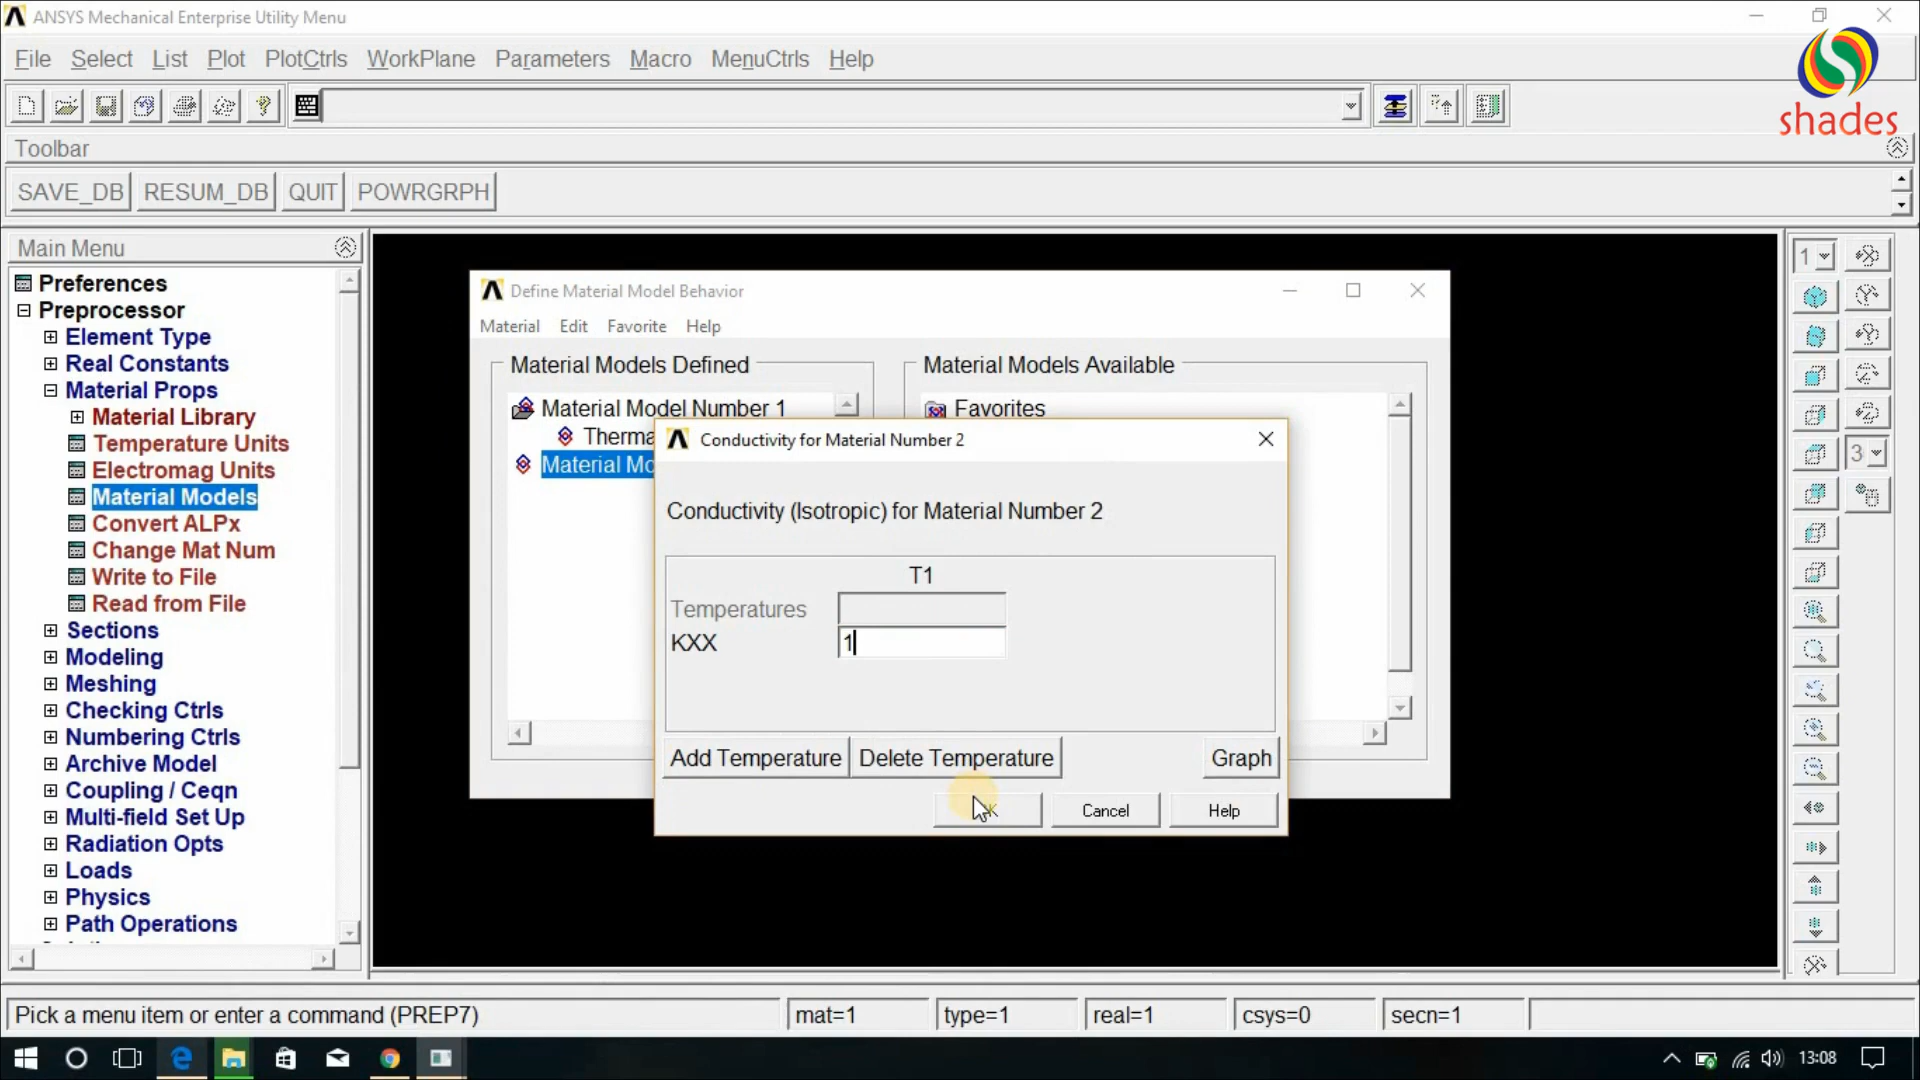 ANSYS Mechanical Enterprise Utility Menu
File Select List Plot PlotCtrls WorkPlane Parameters Macro MenuCtrls Help
shades
Toolbar
SAVE_DB RESUM_DB QUIT POWRGRPH
Main Menu
Preferences
Preprocessor
Element Type
Real Constants
Material Props
Material Library
Temperature Units
Electromag Units
Material Models
Convert ALPx
Change Mat Num
Write to File
Read from File
Sections
Modeling
Meshing
Checking Ctrls
Numbering Ctrls
Archive Model
Coupling / Ceqn
Multi-field Set Up
Radiation Opts
Loads
Physics
Path Operations
Define Material Model Behavior
Material Edit Favorite Help
Material Models Defined
Material Model Number 1
Therma
Material Mo
Material Models Available
Favorites
Conductivity for Material Number 2
Conductivity (Isotropic) for Material Number 2
T1
Temperatures
KXX 1
Add Temperature Delete Temperature Graph
Cancel Help
1
3
Pick a menu item or enter a command (PREP7) mat=1 type=1 real=1 csys=0 secn=1
13:08